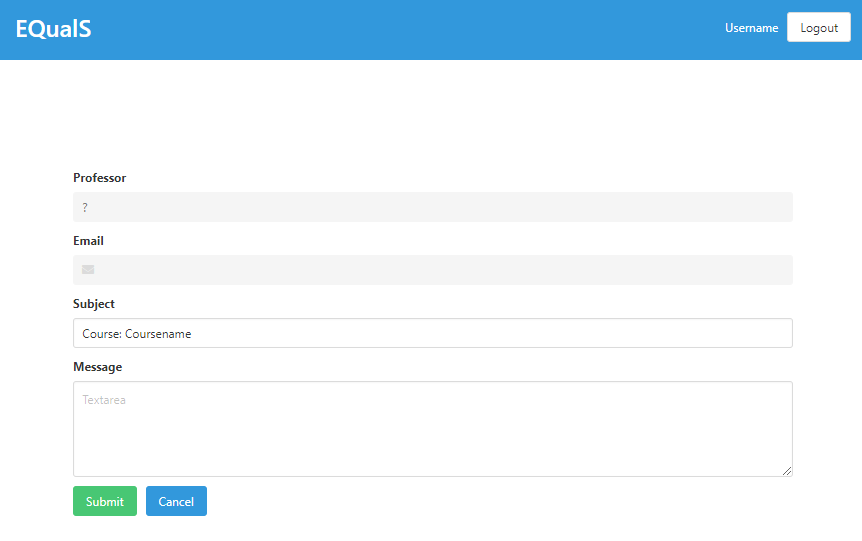 EQualS
Username
Logout
Professor
?
Email
Subject
Course: Coursename
Message
Textarea
Submit
Cancel